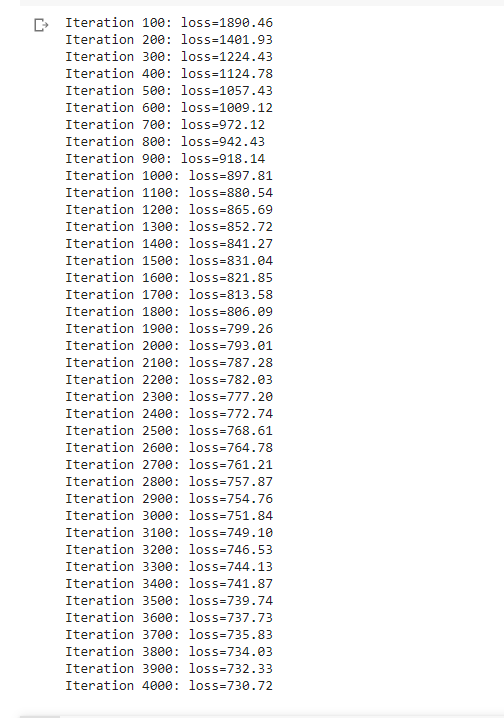 Iteration 100: loss=1890.46
Iteration 200: loss=1401.93
Iteration 300: loss=1224.43
Iteration 400: loss=1124.78
Iteration 500: loss=1057.43
Iteration 600: loss=1009.12
Iteration 700: loss=972.12
Iteration 800: loss=942.43
Iteration 900: loss=918.14
Iteration 1000: loss=897.81
Iteration 1100: loss=880.54
Iteration 1200: loss=865.69
Iteration 1300: loss=852.72
Iteration 1400: loss=841.27
Iteration 1500: loss=831.04
Iteration 1600: loss=821.85
Iteration 1700: loss=813.58
Iteration 1800: loss=806.09
Iteration 1900: loss=799.26
Iteration 2000: loss=793.01
Iteration 2100: loss=787.28
Iteration 2200: loss=782.03
Iteration 2300: loss=777.20
Iteration 2400: loss=772.74
Iteration 2500: loss=768.61
Iteration 2600: loss=764.78
Iteration 2700: loss=761.21
Iteration 2800: loss=757.87
Iteration 2900: loss=754.76
Iteration 3000: loss=751.84
Iteration 3100: loss=749.10
Iteration 3200: loss=746.53
Iteration 3300: loss=744.13
Iteration 3400: loss=741.87
Iteration 3500: loss=739.74
Iteration 3600: loss=737.73
Iteration 3700: loss=735.83
Iteration 3800: loss=734.03
Iteration 3900: loss=732.33
Iteration 4000: loss=730.72